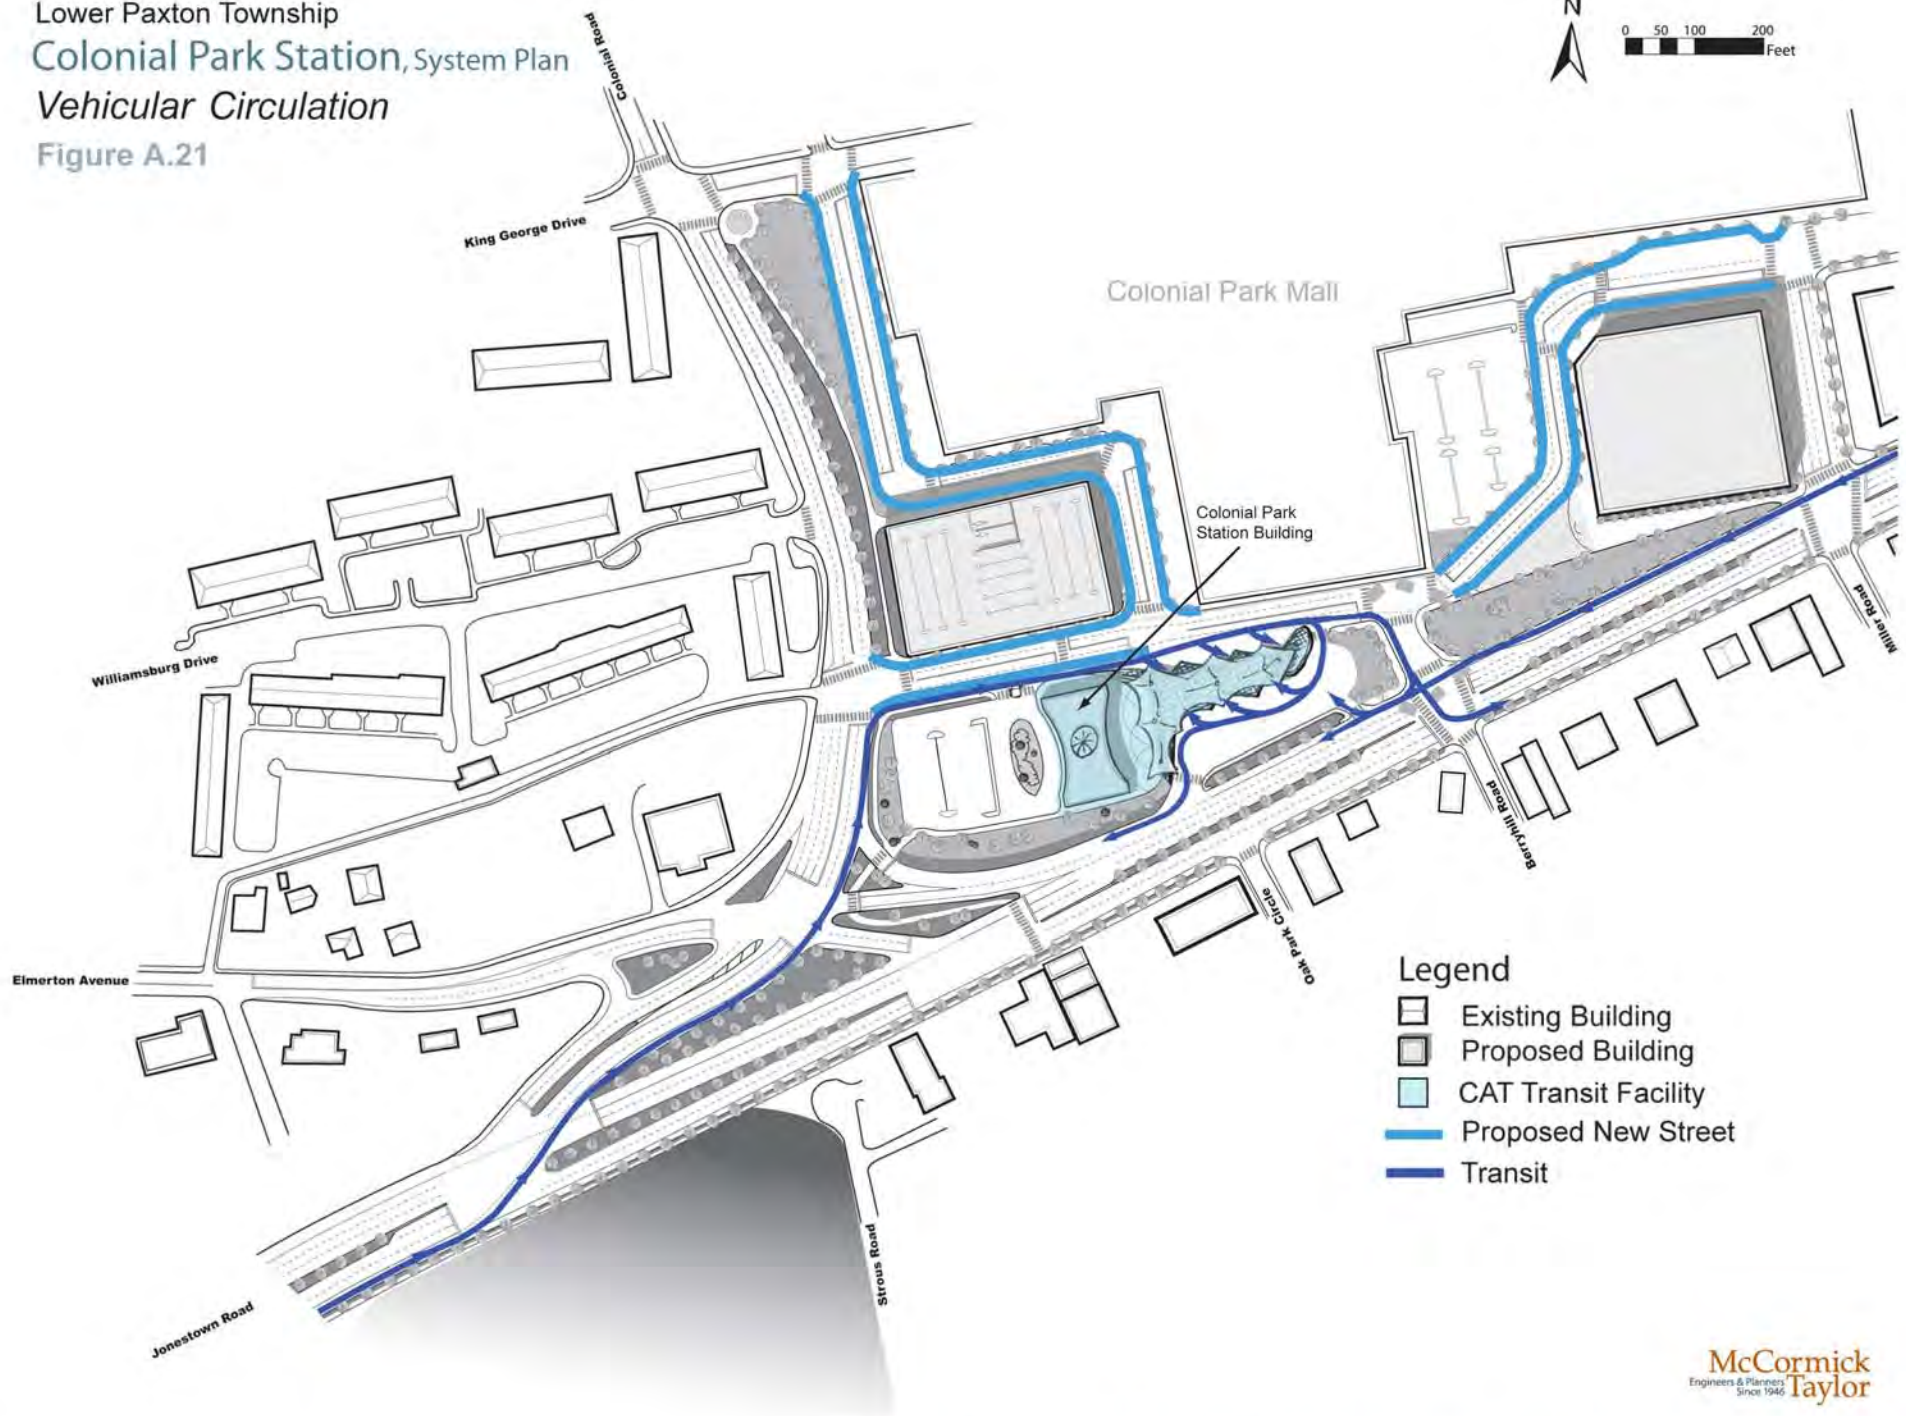 Lower Paxton Township
Colonial Park Station, System Plan
Vehicular Circulation
Figure A.21
Colonial Road
N
0 50 100 200
Feet
King George Drive
Colonial Park Mall
Colonial Park
Station Building
Williamsburg Drive
Miller Road
Berryhill Road
Oak Park Circle
Elmerton Avenue
Strous Road
Jonestown Road
Legend
Existing Building
Proposed Building
CAT Transit Facility
Proposed New Street
Transit
McCormick
Engineers & Planners
Since 1946
Taylor